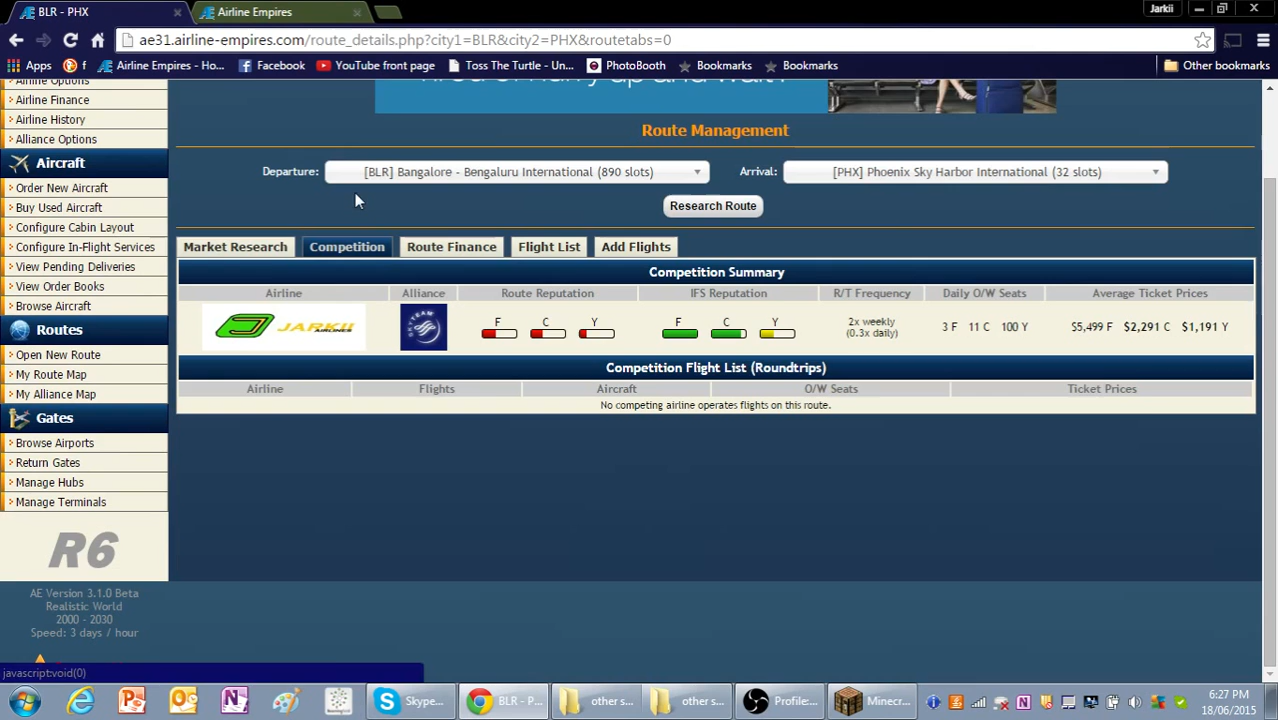 BLR - PHX
Airline Empires
Jarkii
ae31.airline-empires.com/route_details.php?city1=BLR&city2=PHX&routetabs=0
Apps
f
Airline Empires - Ho...
Facebook
YouTube front page
Toss The Turtle - Un...
PhotoBooth
Bookmarks
Bookmarks
Other bookmarks
Airline Options
Airline Finance
Airline History
Alliance Options
Aircraft
Order New Aircraft
Buy Used Aircraft
Configure Cabin Layout
Configure In-Flight Services
View Pending Deliveries
View Order Books
Browse Aircraft
Routes
Open New Route
My Route Map
My Alliance Map
Gates
Browse Airports
Return Gates
Manage Hubs
Manage Terminals
R6
AE Version 3.1.0 Beta
Realistic World
2000 - 2030
Speed: 3 days / hour
javascript:void(0)
Route Management
Departure: [BLR] Bangalore - Bengaluru International (890 slots) Arrival: [PHX] Phoenix Sky Harbor International (32 slots)
Research Route
Market Research Competition Route Finance Flight List Add Flights
Competition Summary
Airline Alliance Route Reputation IFS Reputation R/T Frequency Daily O/W Seats Average Ticket Prices
JARKII AIRLINES
F C Y F C Y
2x weekly
(0.3x daily)
3 F 11 C 100 Y
$5,499 F $2,291 C $1,191 Y
Competition Flight List (Roundtrips)
Airline Flights Aircraft O/W Seats Ticket Prices
No competing airline operates flights on this route.
Skype...
BLR - P...
other s...
other s...
Profile:...
Minecr...
6:27 PM
18/06/2015